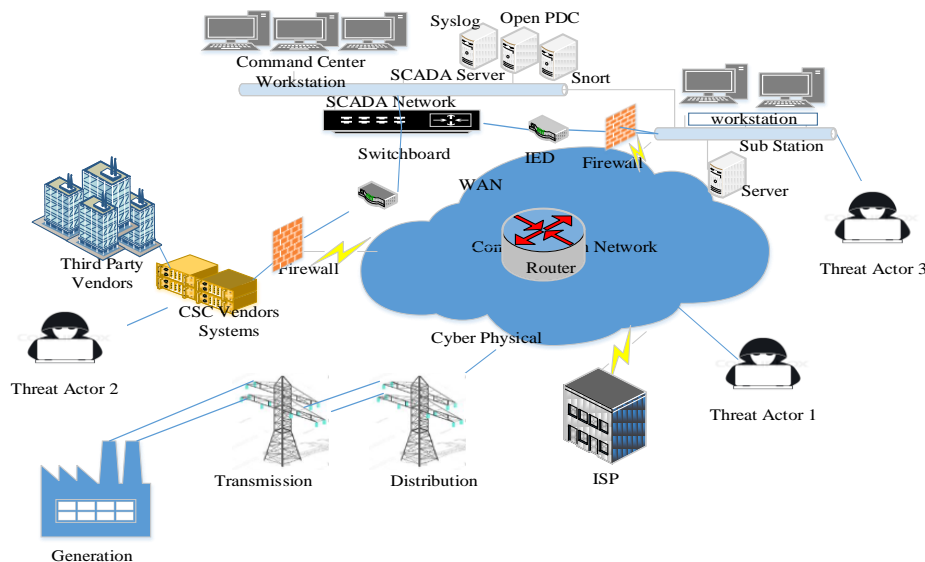 Syslog
Open PDC
Command Center
Workstation
SCADA Server
Snort
SCADA Network
workstation
Switchboard
IED
Firewall
Sub Station
WAN
Server
Network
Router
Third Party
Vendors
Firewall
Threat Actor 3
CSC Vendors
Systems
Cyber Physical
Threat Actor 2
Threat Actor 1
Transmission
Distribution
ISP
Generation